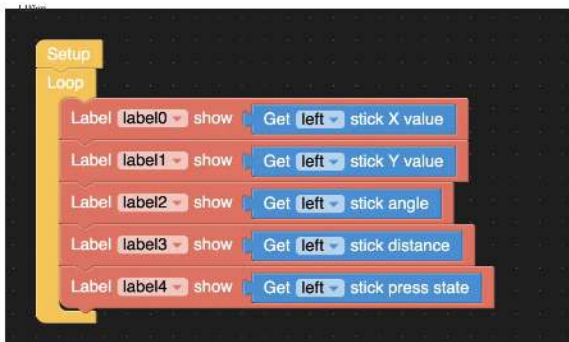 Setup
Loop
Label label0 show Get left stick X value
Label label1 show Get left stick Y value
Label label2 show Get left stick angle
Label label3 show Get left stick distance
Label label4 show Get left stick press state